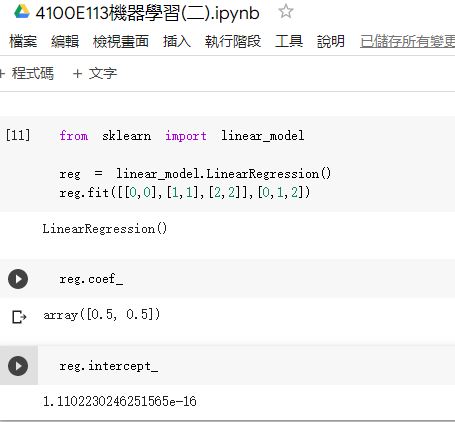 4100E113機器學習(二).ipynb
檔案 編輯 檢視畫面 插入 執行階段 工具 說明 已儲存所有變更
+ 程式碼 + 文字
[11] from sklearn import linear_model
reg = linear_model.LinearRegression()
reg.fit([[0,0],[1,1],[2,2]],[0,1,2])
LinearRegression()
reg.coef_
array([0.5, 0.5])
reg.intercept_
1.1102230246251565e-16